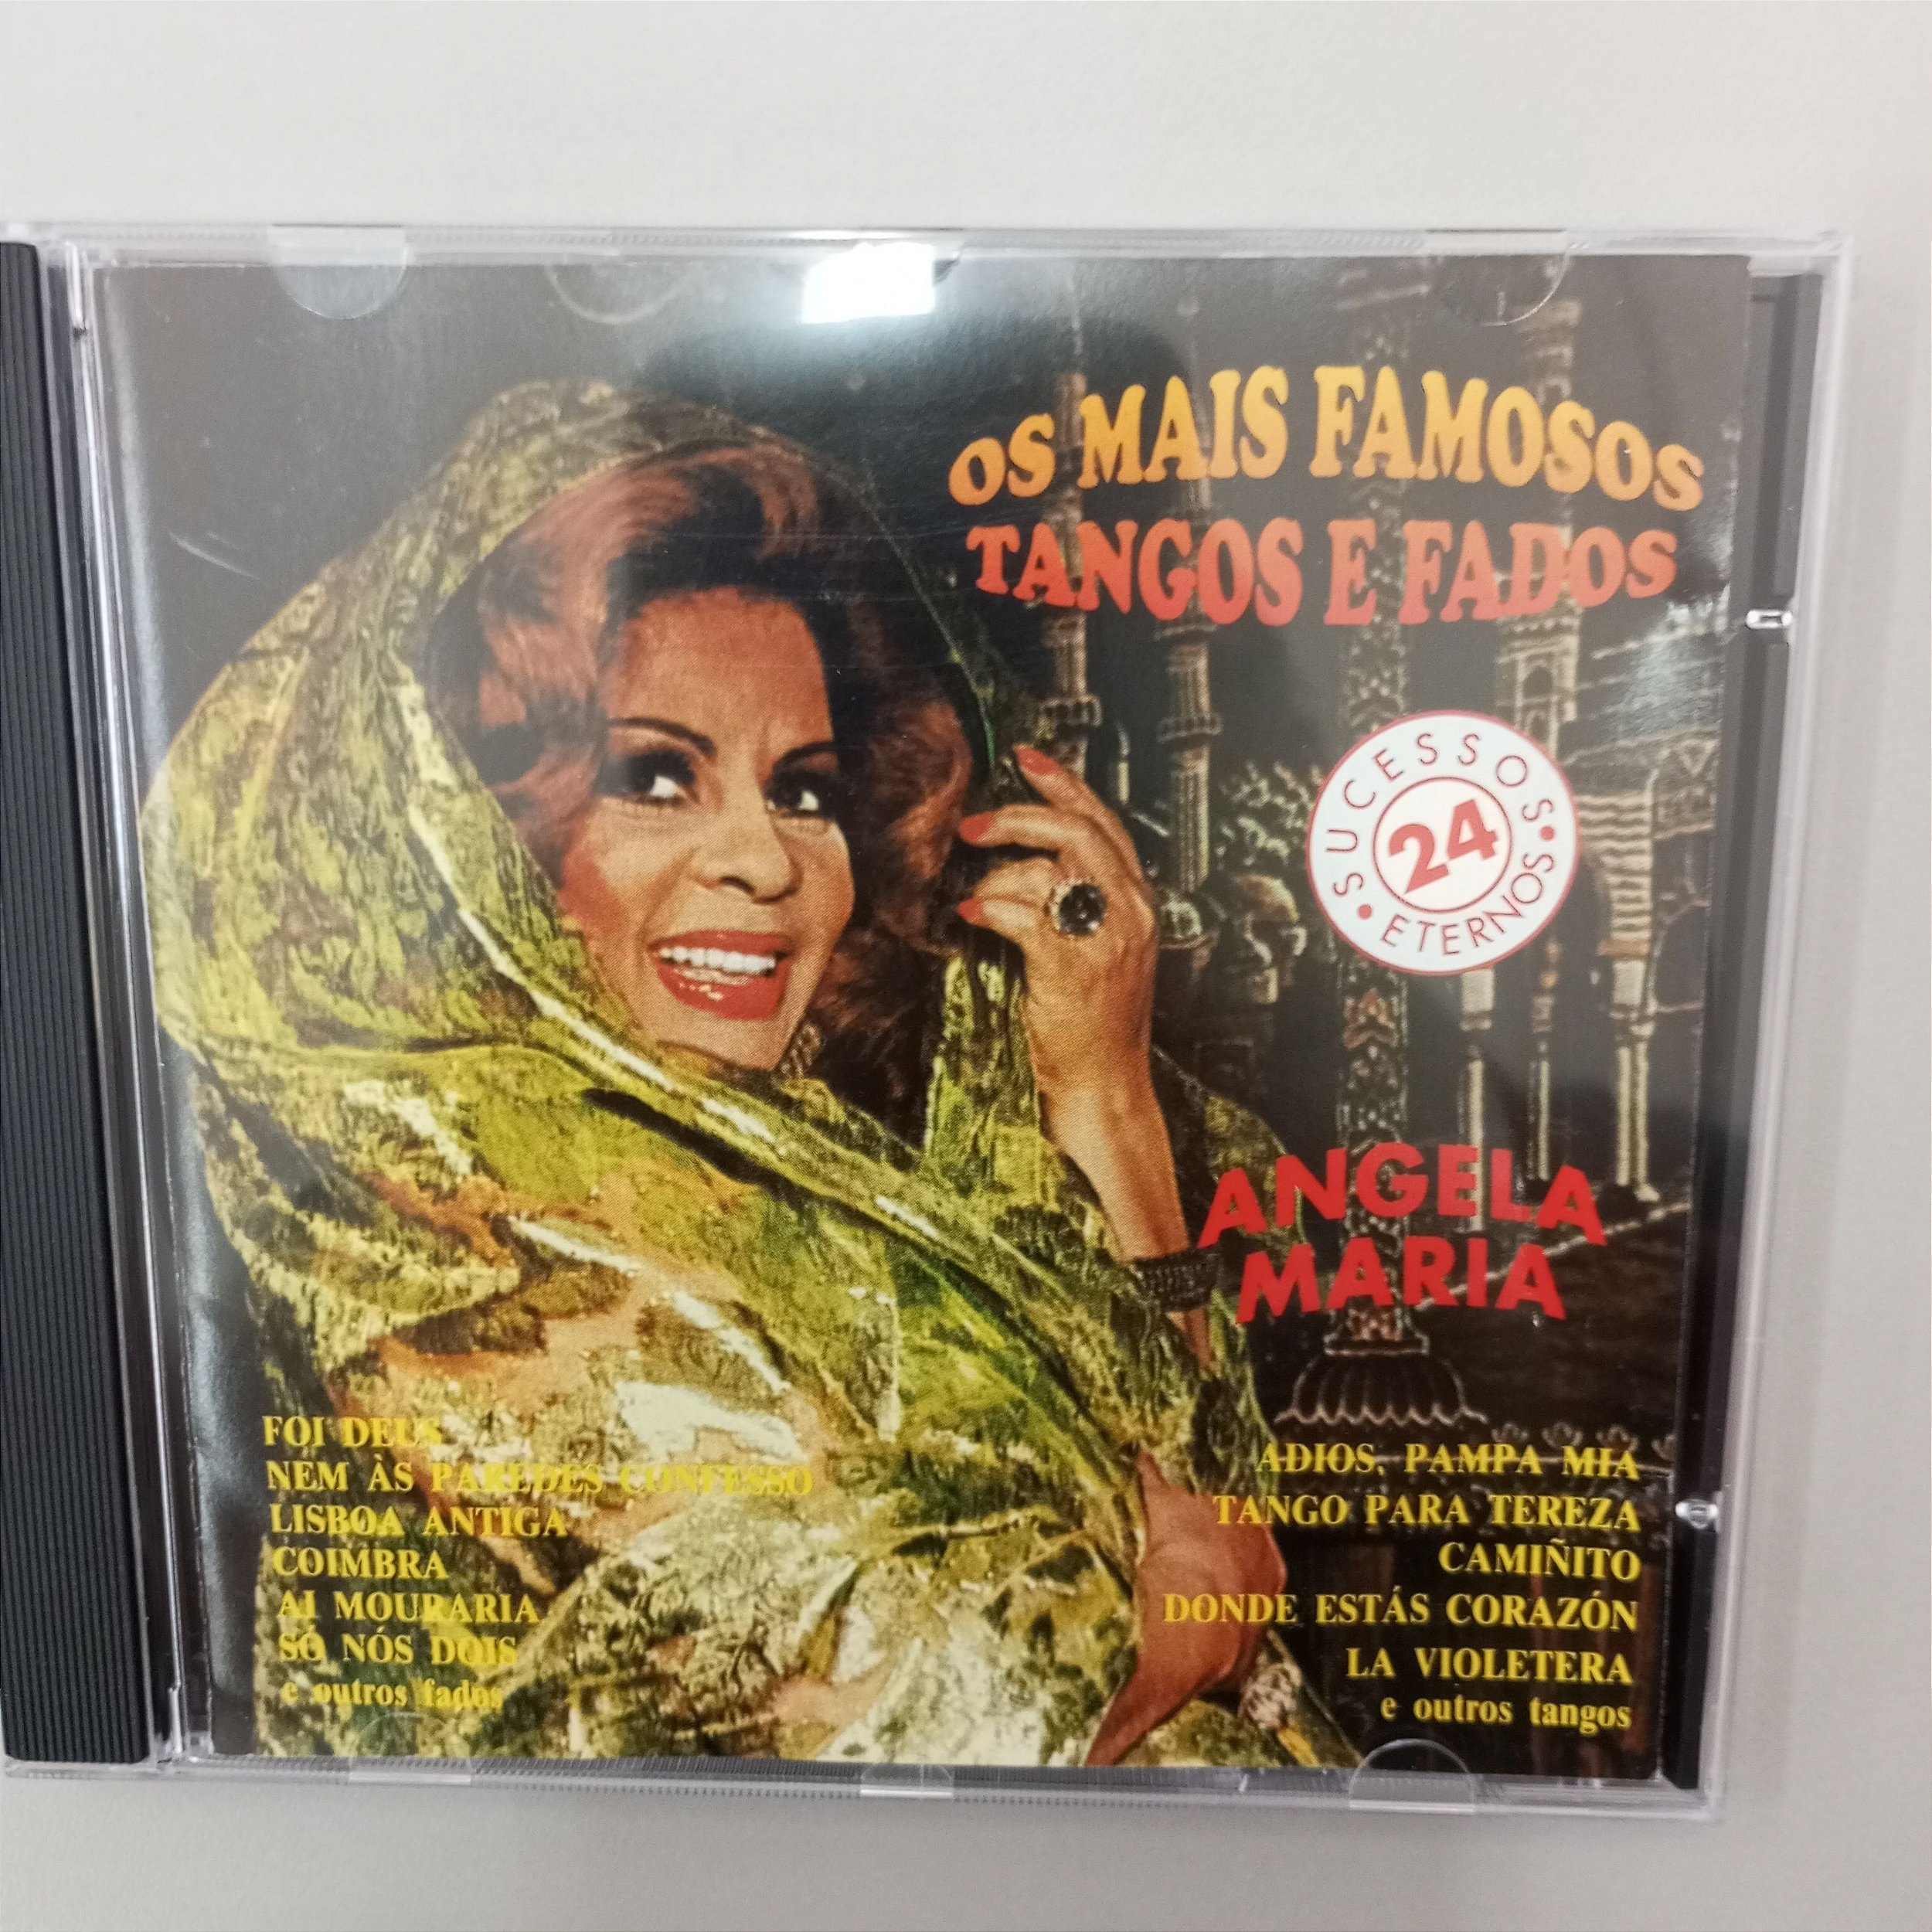 OS MAIS FAMOSOS
TANGOS E FADOS
SUCESSOS
24
ETERNOS
ANGELA
MARIA
FOI DEUS
NEM ÀS PAREDES CONFESSO
LISBOA ANTIGA
COIMBRA
AI MOURARIA
SÓ NÓS DOIS
e outros fados
ADIOS, PAMPA MIA
TANGO PARA TEREZA
CAMIÑITO
DONDE ESTÁS CORAZÓN
LA VIOLETERA
e outros tangos